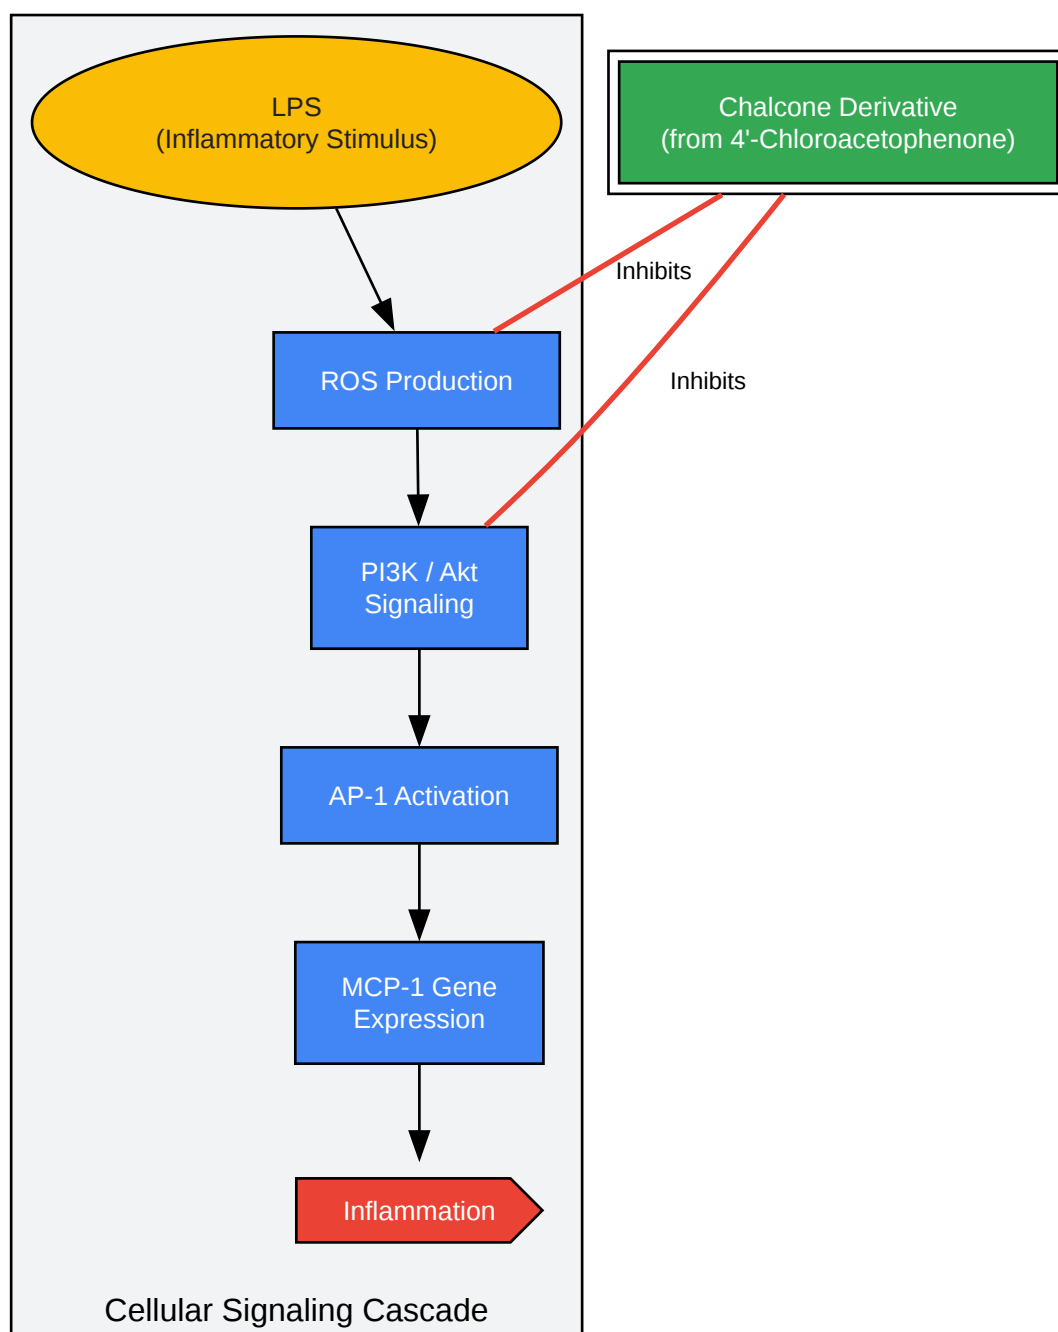 LPS
(Inflammatory Stimulus)
Chalcone Derivative
(from 4'-Chloroacetophenone)
Inhibits
ROS Production
Inhibits
PI3K / Akt
Signaling
AP-1 Activation
MCP-1 Gene
Expression
Inflammation
Cellular Signaling Cascade